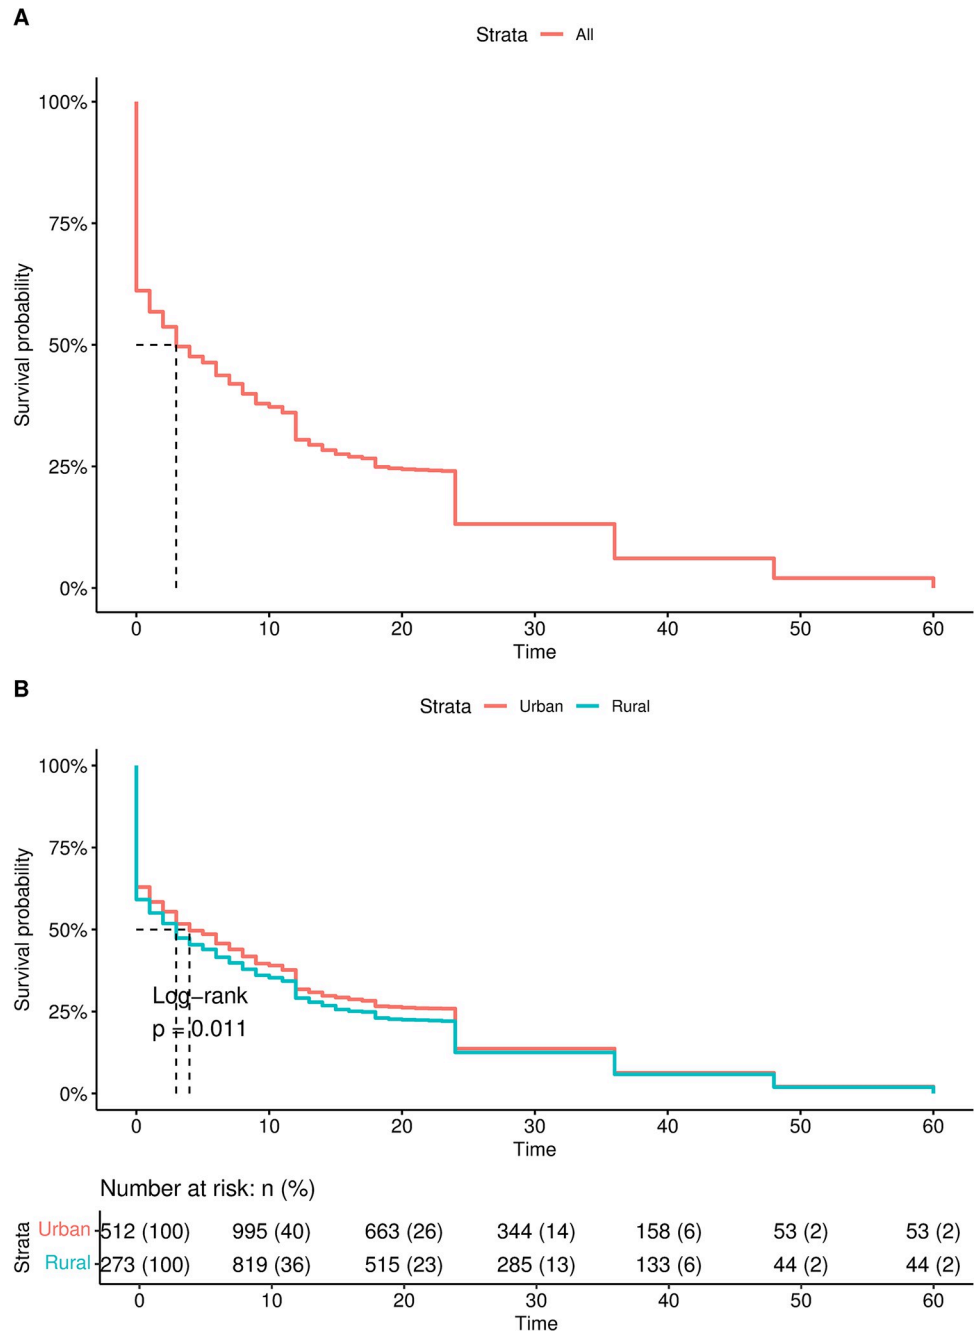 A
Strata All
100%
75%
50%
25%
0%
Survival probability
0 10 20 30 40 50 60
Time
B
Strata Urban Rural
100%
75%
50%
25%
0%
Survival probability
Log-rank
p = 0.011
0 10 20 30 40 50 60
Time
Number at risk: n (%)
Strata
Urban 512 (100) 995 (40) 663 (26) 344 (14) 158 (6) 53 (2) 53 (2)
Rural 273 (100) 819 (36) 515 (23) 285 (13) 133 (6) 44 (2) 44 (2)
0 10 20 30 40 50 60
Time